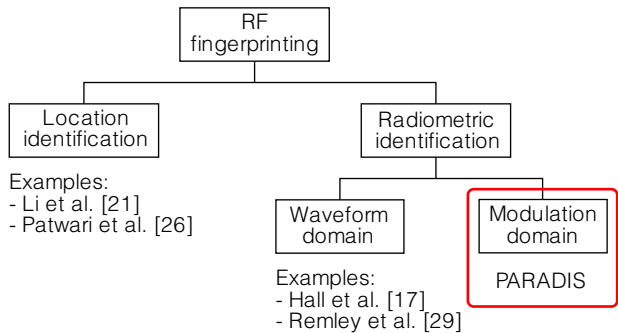 RF
fingerprinting
Location
identification
Radiometric
identification
Examples:
- Li et al. [21]
- Patwari et al. [26]
Waveform
domain
Modulation
domain
Examples:
- Hall et al. [17]
- Remley et al. [29]
PARADIS